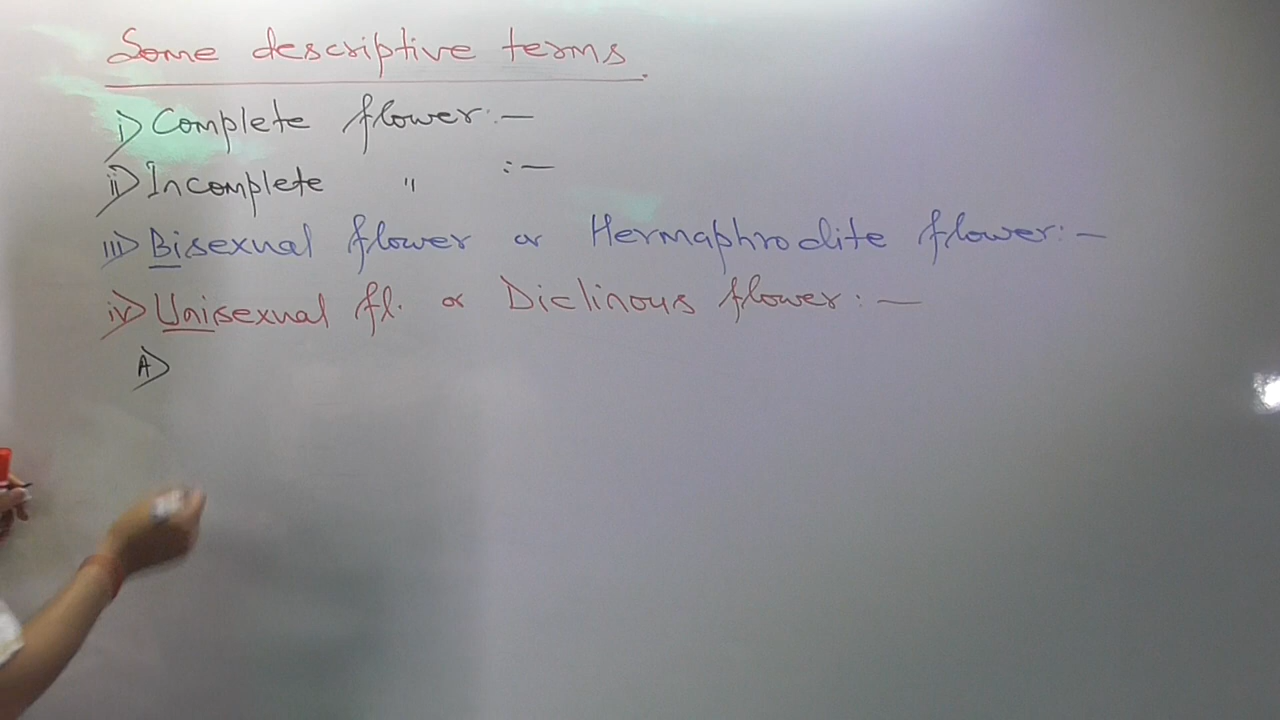 Some descriptive terms.
i) Complete flower:—
ii) Incomplete " :—
iii) Bisexual flower or Hermaphrodite flower:—
iv) Unisexual fl. or Diclinous flower:—
A)